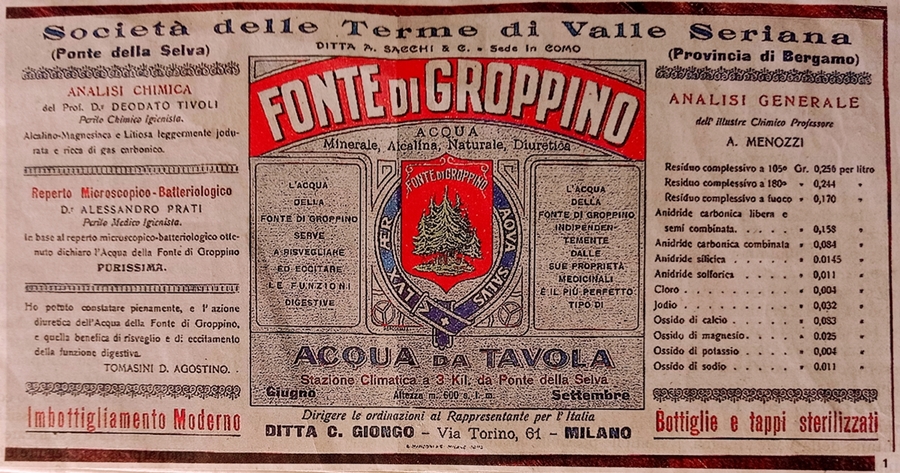 Società delle Terme di Valle Seriana
(Ponte della Selva)
DITTA A. SACCHI & C. - Sede in COMO
(Provincia di Bergamo)
ANALISI CHIMICA
del Prof. D.r DEODATO TIVOLI
Perito Chimico Igienista.
Alcalino-Magnesiaca e Litiosa leggermente jodu-
rata e ricca di gas carbonico.
Reperto Microscopico-Batteriologico
D.r ALESSANDRO PRATI
Perito Medico Igienista.
In base al reperto microscopico-batteriologico otte-
nuto dichiaro l'Acqua della Fonte di Groppino
PURISSIMA.
Ho potuto constatare pienamente, e l'azione
diuretica dell'Acqua della Fonte di Groppino,
e quella benefica di risveglio e di eccitamento
della funzione digestiva.
TOMASINI D. AGOSTINO.
Imbottigliamento Moderno
FONTE DI GROPPINO
ACQUA
Minerale, Alcalina, Naturale, Diuretica
L'ACQUA
DELLA
FONTE DI GROPPINO
SERVE
A RISVEGLIARE
ED ECCITARE
LE FUNZIONI
DIGESTIVE
FONTE DI GROPPINO
LVX AER AQVA SALVS
L'ACQUA
DELLA
FONTE DI GROPPINO
INDIPENDEN-
TEMENTE
DALLE
SUE PROPRIETÀ
MEDICINALI
È IL PIÙ PERFETTO
TIPO DI
ACQUA DA TAVOLA
Stazione Climatica a 3 Kil. da Ponte della Selva
Giugno Altezza m. 600 s. l. m. Settembre
Dirigere le ordinazioni al Rappresentante per l'Italia
DITTA C. GIONGO - Via Torino, 61 - MILANO
ANALISI GENERALE
dell'illustre Chimico Professore
A. MENOZZI
Residuo complessivo a 105° Gr. 0,256 per litro
Residuo complessivo a 180° » 0,244 »
Residuo complessivo a fuoco » 0,170 »
Anidride carbonica libera e
semi combinata. . . . . . » 0,158 »
Anidride carbonica combinata » 0,084 »
Anidride silicica . . . . . » 0.0145 »
Anidride solforica . . . . . » 0,011 »
Cloro . . . . . . . . . » 0,004 »
Jodio . . . . . . . . . » 0,032 »
Ossido di calcio . . . . . » 0,083 »
Ossido di magnesio. . . . . » 0.025 »
Ossido di potassio . . . . . » 0,004 »
Ossido di sodio . . . . . . » 0.011 »
Bottiglie e tappi sterilizzati
1